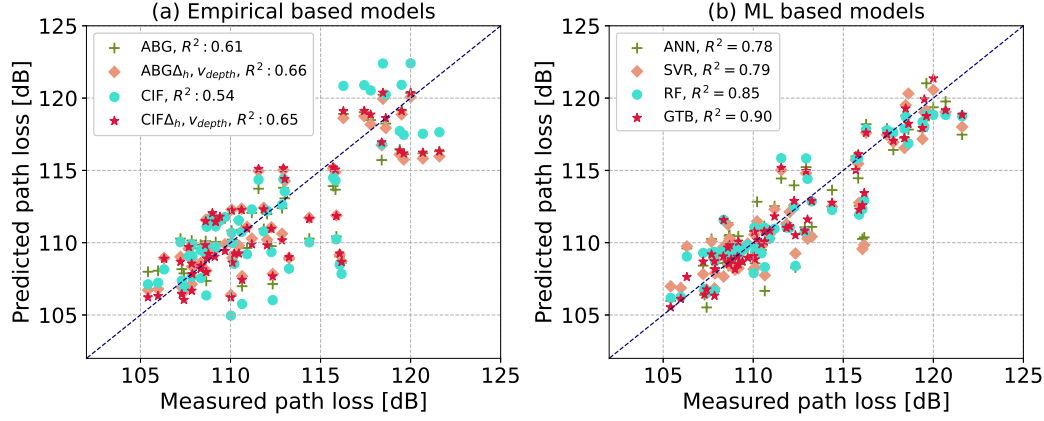 (a) Empirical based models
125
120
115
110
105
105
110
115
120
125
Predicted path loss [dB]
Measured path loss [dB]
ABG, R²: 0.61
ABGΔₕ, v_depth, R²: 0.66
CIF, R²: 0.54
CIFΔₕ, v_depth, R²: 0.65
(b) ML based models
125
120
115
110
105
105
110
115
120
125
Predicted path loss [dB]
Measured path loss [dB]
ANN, R² = 0.78
SVR, R² = 0.79
RF, R² = 0.85
GTB, R² = 0.90